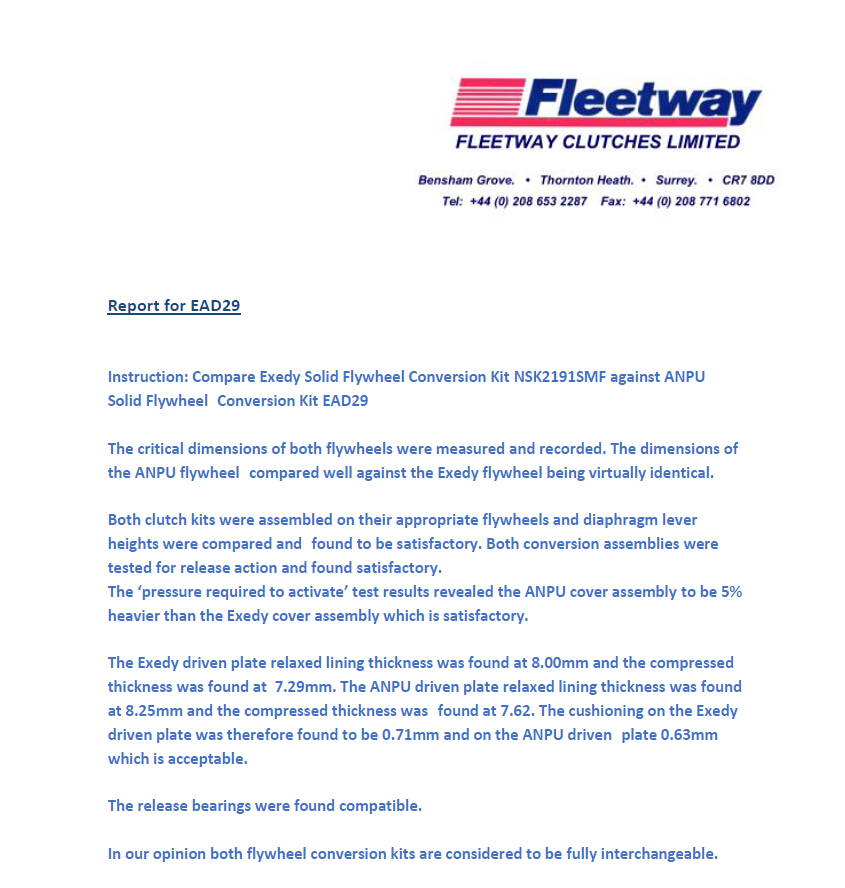 Fleetway
FLEETWAY CLUTCHES LIMITED
Bensham Grove. • Thornton Heath. • Surrey. • CR7 8DD
Tel: +44 (0) 208 653 2287 Fax: +44 (0) 208 771 6802
Report for EAD29
Instruction: Compare Exedy Solid Flywheel Conversion Kit NSK2191SMF against ANPU
Solid Flywheel Conversion Kit EAD29
The critical dimensions of both flywheels were measured and recorded. The dimensions of
the ANPU flywheel compared well against the Exedy flywheel being virtually identical.
Both clutch kits were assembled on their appropriate flywheels and diaphragm lever
heights were compared and found to be satisfactory. Both conversion assemblies were
tested for release action and found satisfactory.
The ‘pressure required to activate’ test results revealed the ANPU cover assembly to be 5%
heavier than the Exedy cover assembly which is satisfactory.
The Exedy driven plate relaxed lining thickness was found at 8.00mm and the compressed
thickness was found at 7.29mm. The ANPU driven plate relaxed lining thickness was found
at 8.25mm and the compressed thickness was found at 7.62. The cushioning on the Exedy
driven plate was therefore found to be 0.71mm and on the ANPU driven plate 0.63mm
which is acceptable.
The release bearings were found compatible.
In our opinion both flywheel conversion kits are considered to be fully interchangeable.